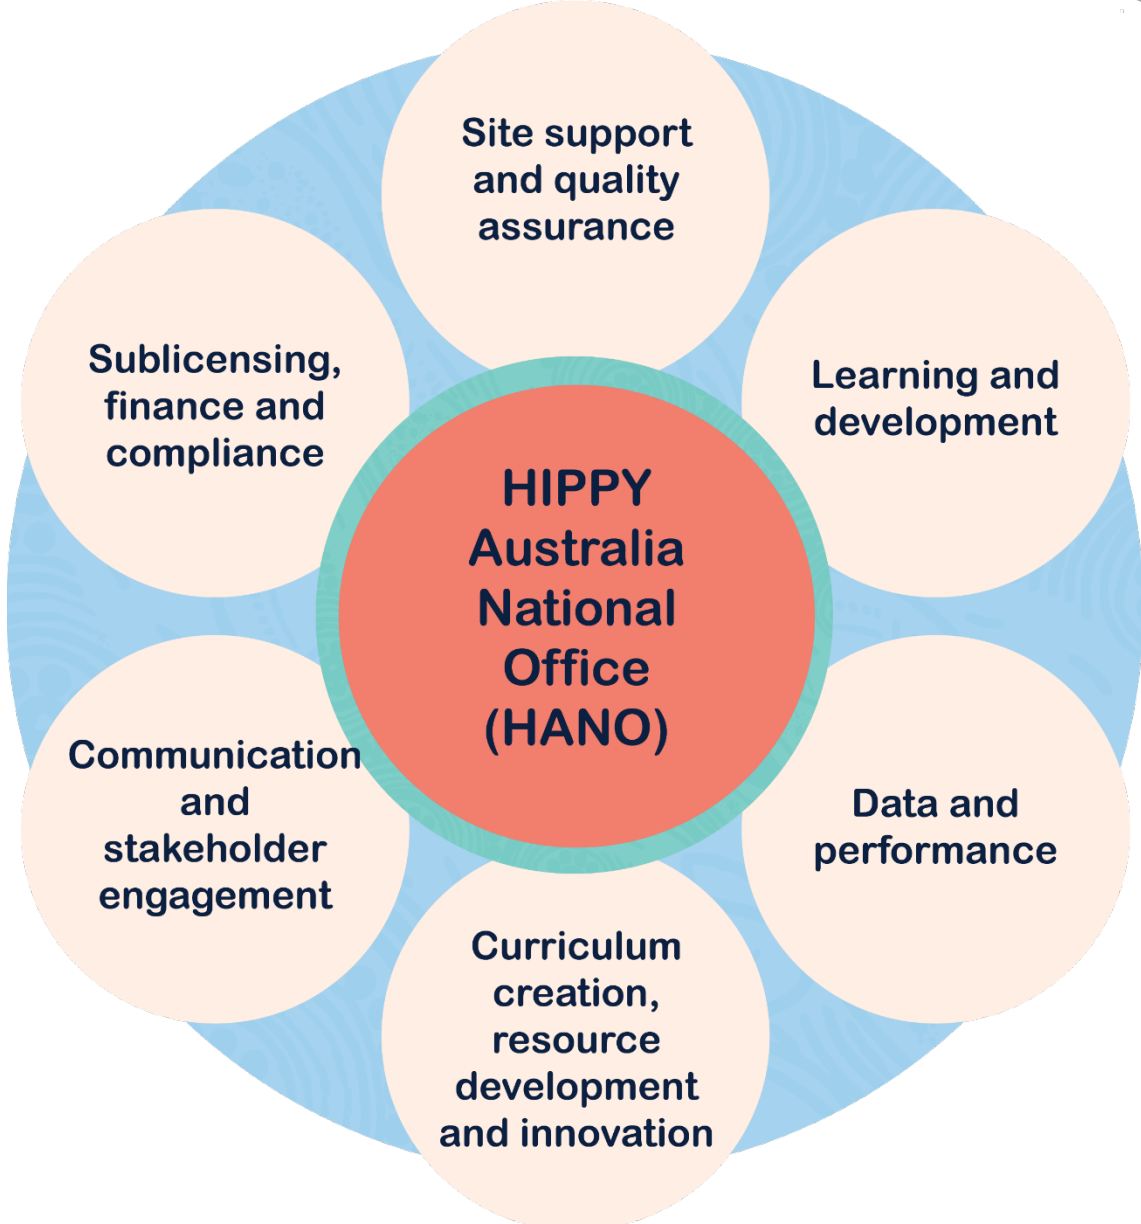 Site support
and quality
assurance
Learning and
development
Data and
performance
Curriculum
creation,
resource
development
and innovation
Communication
and
stakeholder
engagement
Sublicensing,
finance and
compliance
HIPPY
Australia
National
Office
(HANO)